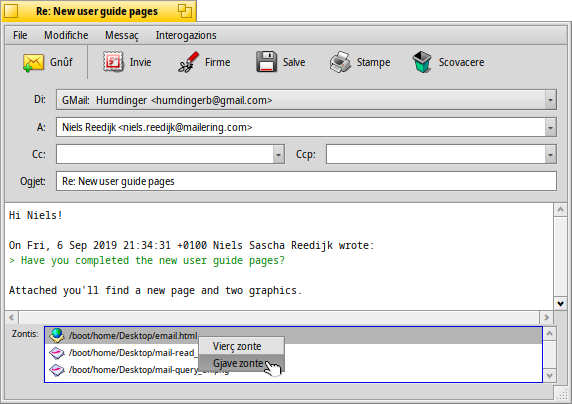 Re: New user guide pages
File Modifiche Messaç Interogazions
Gnûf Invie Firme Salve Stampe Scovacere
Di: GMail: Humdinger <humdingerb@gmail.com>
A: Niels Reedijk <niels.reedijk@mailering.com>
Cc: Ccp:
Ogjet: Re: New user guide pages
Hi Niels!
On Fri, 6 Sep 2019 21:34:31 +0100 Niels Sascha Reedijk wrote:
> Have you completed the new user guide pages?
Attached you'll find a new page and two graphics.
Zontis: /boot/home/Desktop/email.html
Vierç zonte
/boot/home/Desktop/mail-read_
Gjave zonte
/boot/home/Desktop/mail-query_